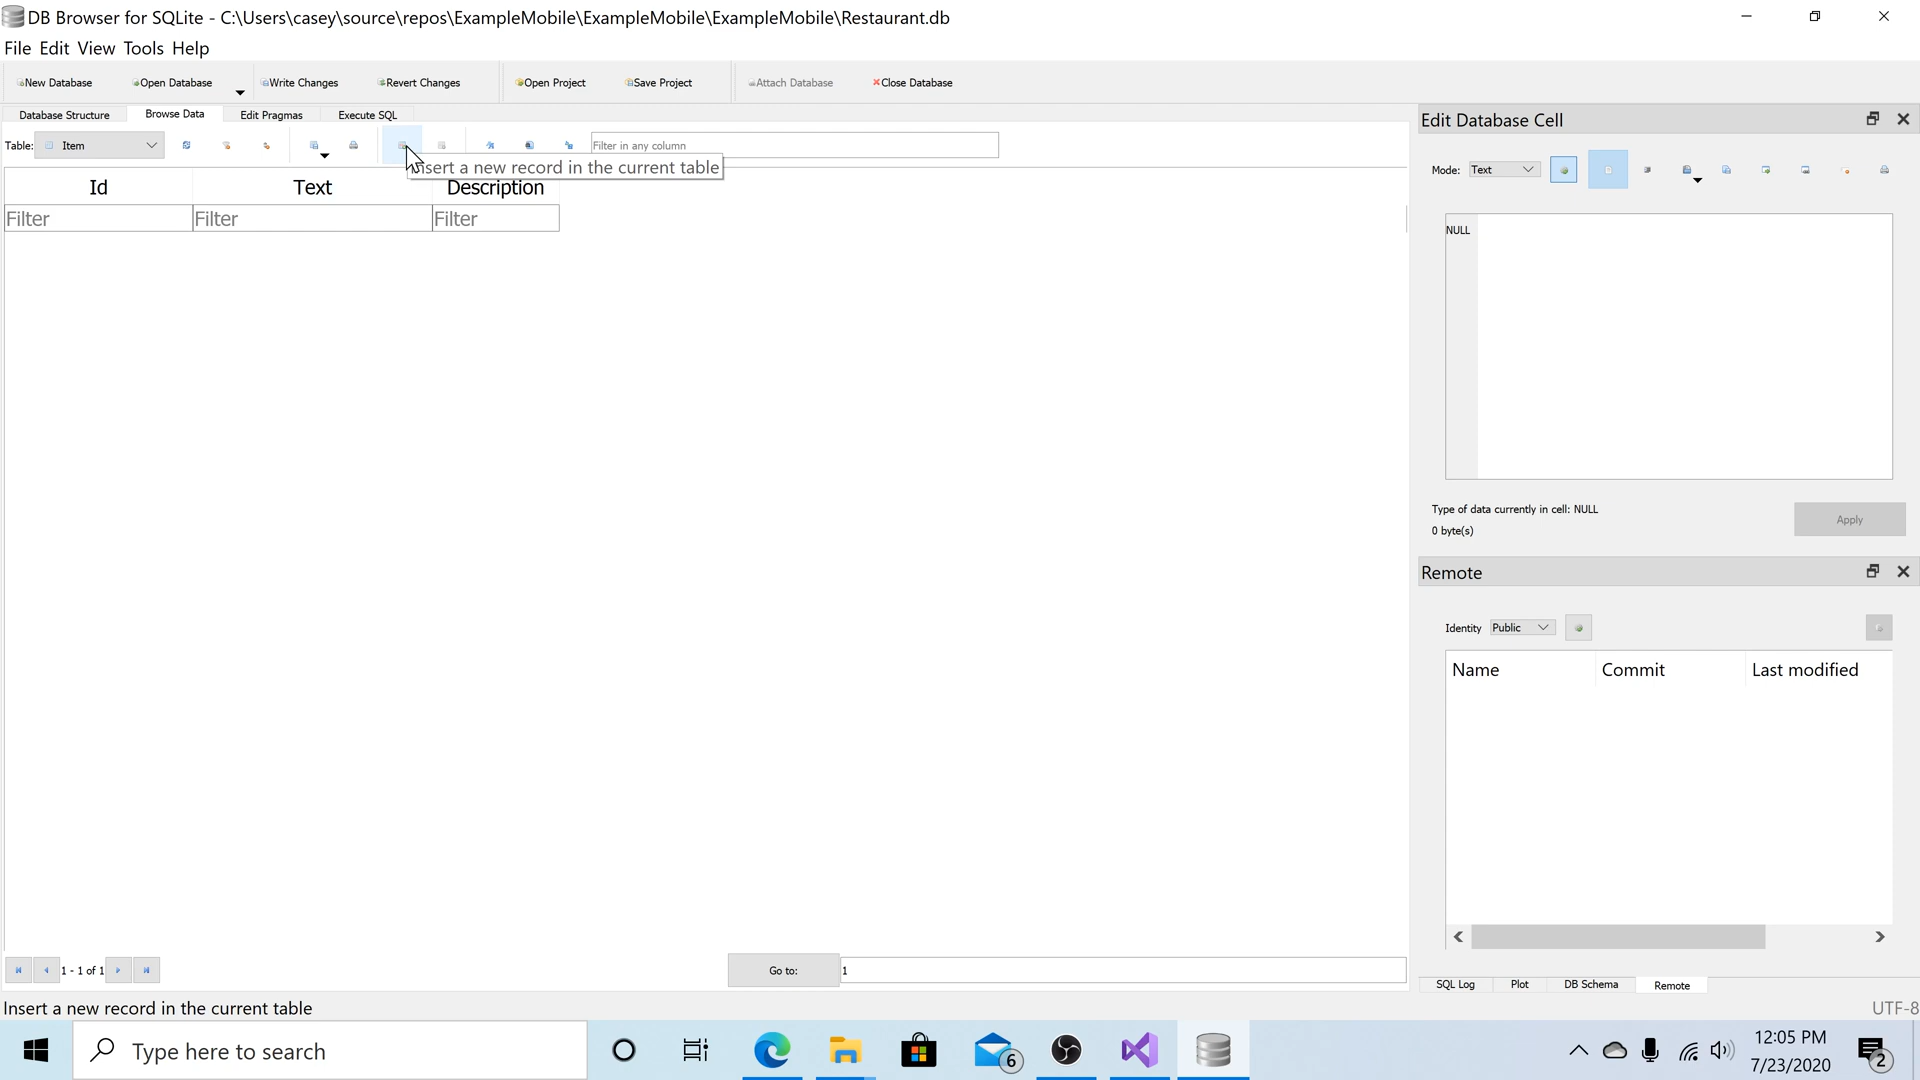 DB Browser for SQLite - C:\Users\casey\source\repos\ExampleMobile\ExampleMobile\ExampleMobile\Restaurant.db
File Edit View Tools Help
New Database Open Database Write Changes Revert Changes Open Project Save Project Attach Database Close Database
Database Structure Browse Data Edit Pragmas Execute SQL
Edit Database Cell
Table: Item Filter in any column
Mode: Text
nsert a new record in the current table
Id Text Description
Filter Filter Filter
NULL
Type of data currently in cell: NULL
0 byte(s)
Apply
Remote
Identity Public
Name Commit Last modified
1 - 1 of 1 Go to: 1
SQL Log Plot DB Schema Remote
Insert a new record in the current table
UTF-8
Type here to search
6
12:05 PM
7/23/2020
2